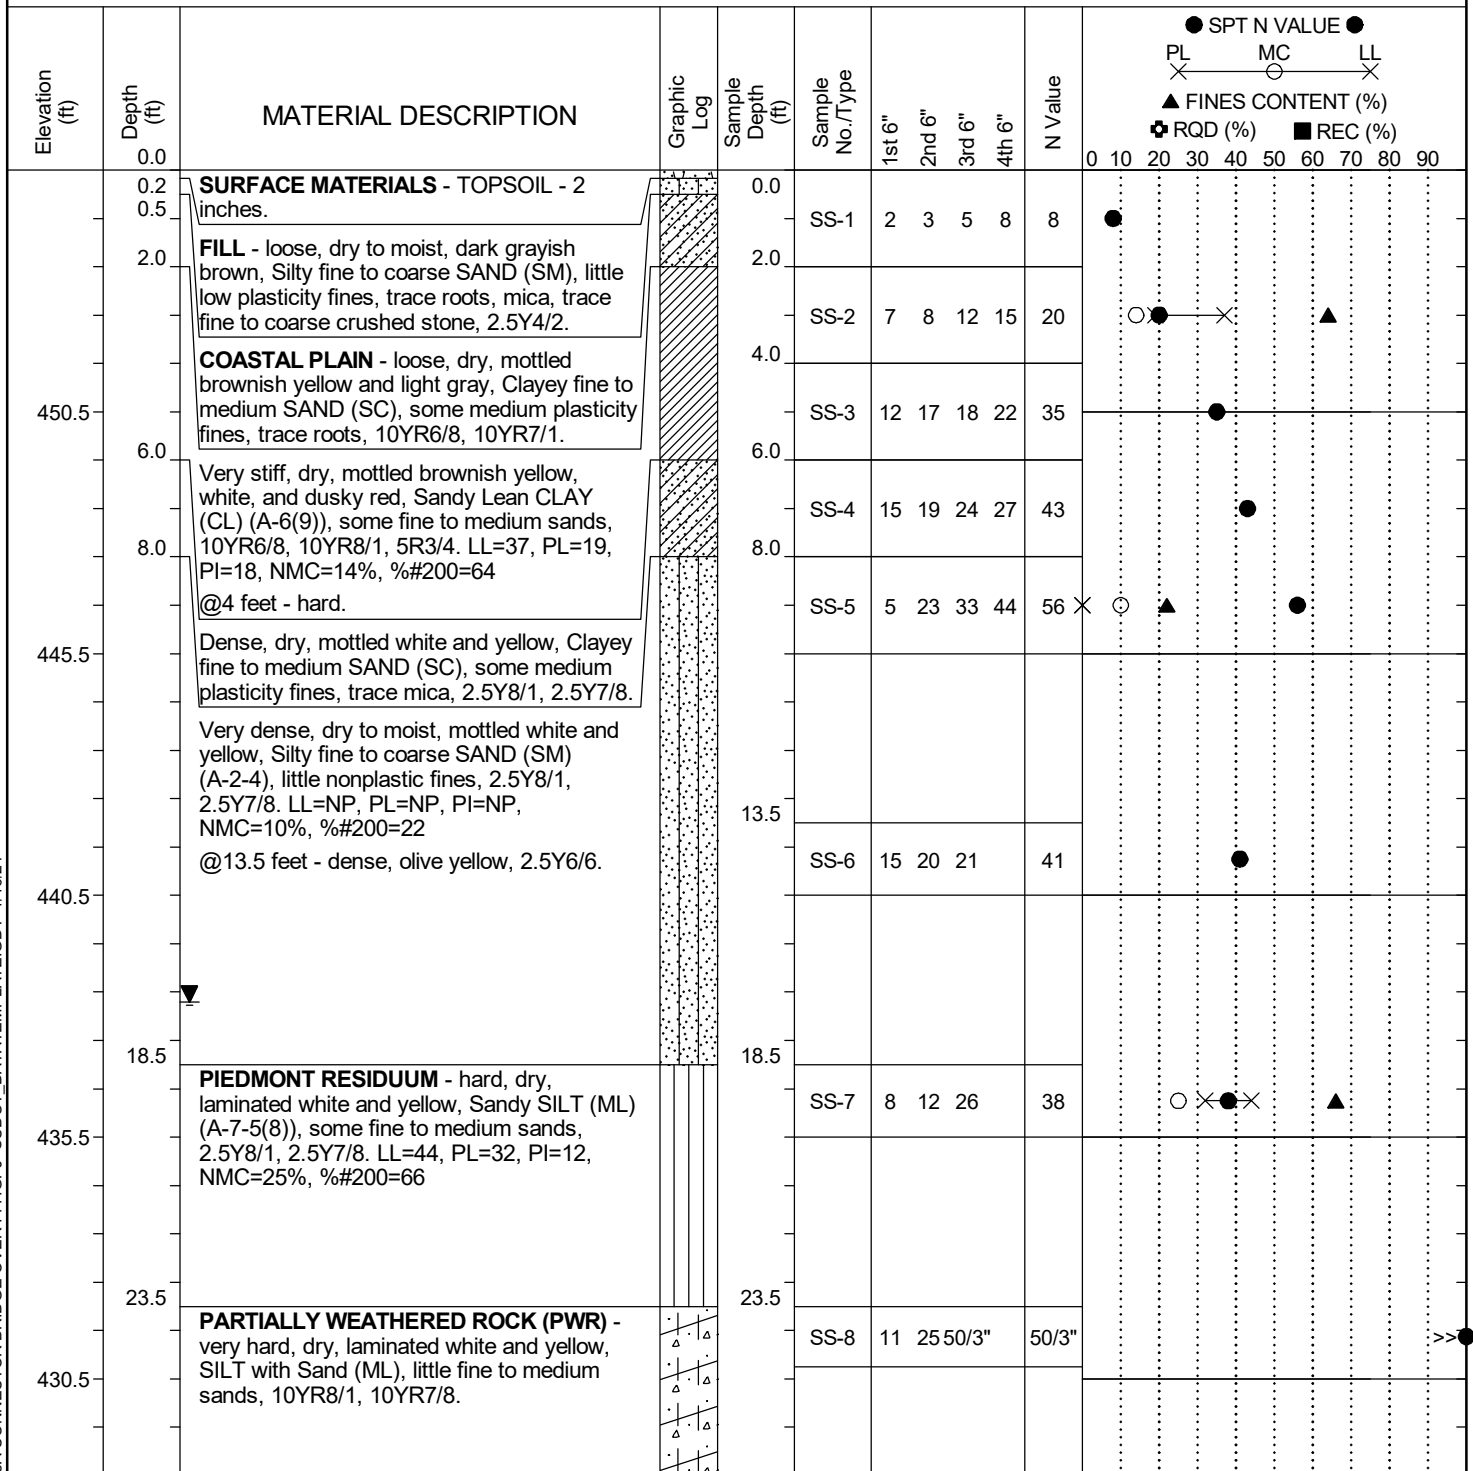 ● SPT N VALUE ●
PL MC LL
▲ FINES CONTENT (%)
RQD (%) ■ REC (%)
0 10 20 30 40 50 60 70 80 90
Elevation (ft)
Depth (ft)
0.0
MATERIAL DESCRIPTION
Graphic Log
Sample Depth (ft)
Sample No./Type
1st 6"
2nd 6"
3rd 6"
4th 6"
N Value
0.2
0.5
SURFACE MATERIALS - TOPSOIL - 2
inches.
0.0
SS-1 2 3 5 8 8
2.0
FILL - loose, dry to moist, dark grayish
brown, Silty fine to coarse SAND (SM), little
low plasticity fines, trace roots, mica, trace
fine to coarse crushed stone, 2.5Y4/2.
2.0
SS-2 7 8 12 15 20
4.0
COASTAL PLAIN - loose, dry, mottled
brownish yellow and light gray, Clayey fine to
medium SAND (SC), some medium plasticity
fines, trace roots, 10YR6/8, 10YR7/1.
450.5
SS-3 12 17 18 22 35
6.0
6.0
Very stiff, dry, mottled brownish yellow,
white, and dusky red, Sandy Lean CLAY
(CL) (A-6(9)), some fine to medium sands,
10YR6/8, 10YR8/1, 5R3/4. LL=37, PL=19,
PI=18, NMC=14%, %#200=64
@4 feet - hard.
SS-4 15 19 24 27 43
8.0
8.0
SS-5 5 23 33 44 56
445.5
Dense, dry, mottled white and yellow, Clayey
fine to medium SAND (SC), some medium
plasticity fines, trace mica, 2.5Y8/1, 2.5Y7/8.
Very dense, dry to moist, mottled white and
yellow, Silty fine to coarse SAND (SM)
(A-2-4), little nonplastic fines, 2.5Y8/1,
2.5Y7/8. LL=NP, PL=NP, PI=NP,
NMC=10%, %#200=22
@13.5 feet - dense, olive yellow, 2.5Y6/6.
13.5
SS-6 15 20 21 41
440.5
18.5
18.5
PIEDMONT RESIDUUM - hard, dry,
laminated white and yellow, Sandy SILT (ML)
(A-7-5(8)), some fine to medium sands,
2.5Y8/1, 2.5Y7/8. LL=44, PL=32, PI=12,
NMC=25%, %#200=66
SS-7 8 12 26 38
435.5
23.5
23.5
PARTIALLY WEATHERED ROCK (PWR) -
very hard, dry, laminated white and yellow,
SILT with Sand (ML), little fine to medium
sands, 10YR8/1, 10YR7/8.
SS-8 11 25 50/3" 50/3"
>>
430.5